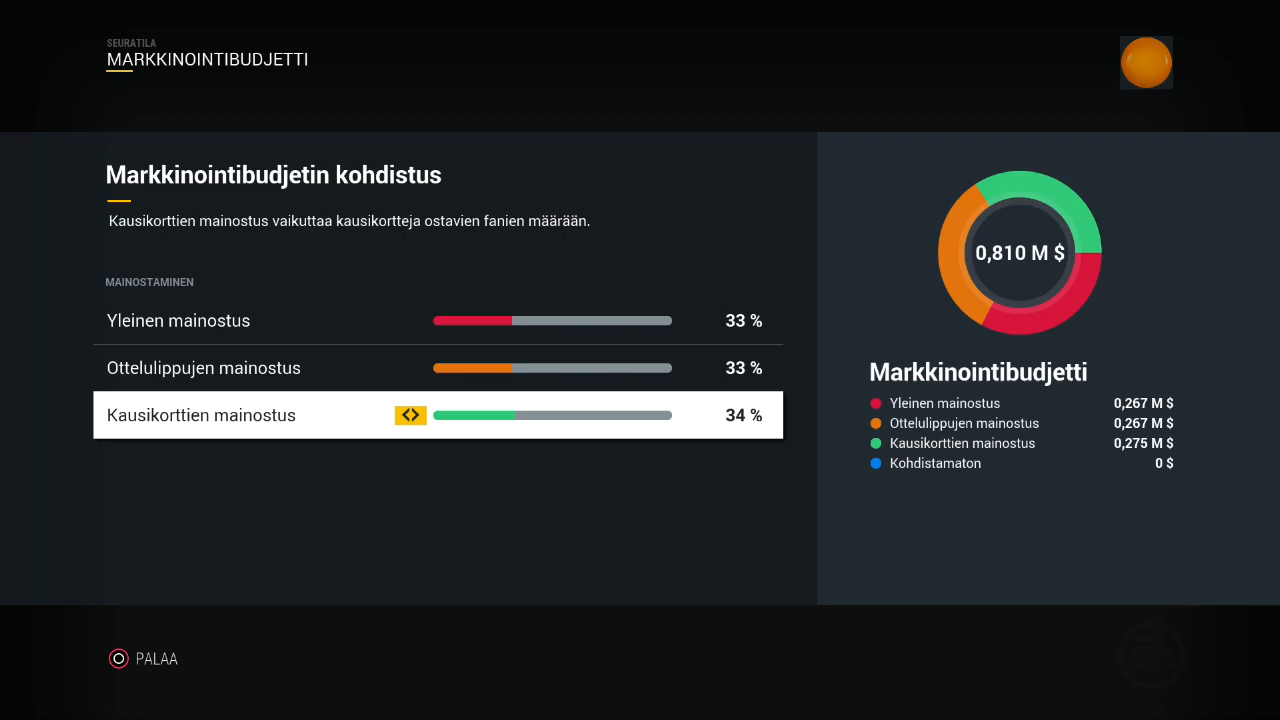 SEURATILA
MARKKINOINTIBUDJETTI
Markkinointibudjetin kohdistus
Kausikorttien mainostus vaikuttaa kausikortteja ostavien fanien määrään.
MAINOSTAMINEN
Yleinen mainostus 33 %
Ottelulippujen mainostus 33 %
Kausikorttien mainostus 34 %
0,810 M $
Markkinointibudjetti
Yleinen mainostus 0,267 M $
Ottelulippujen mainostus 0,267 M $
Kausikorttien mainostus 0,275 M $
Kohdistamaton 0 $
PALAA
EA